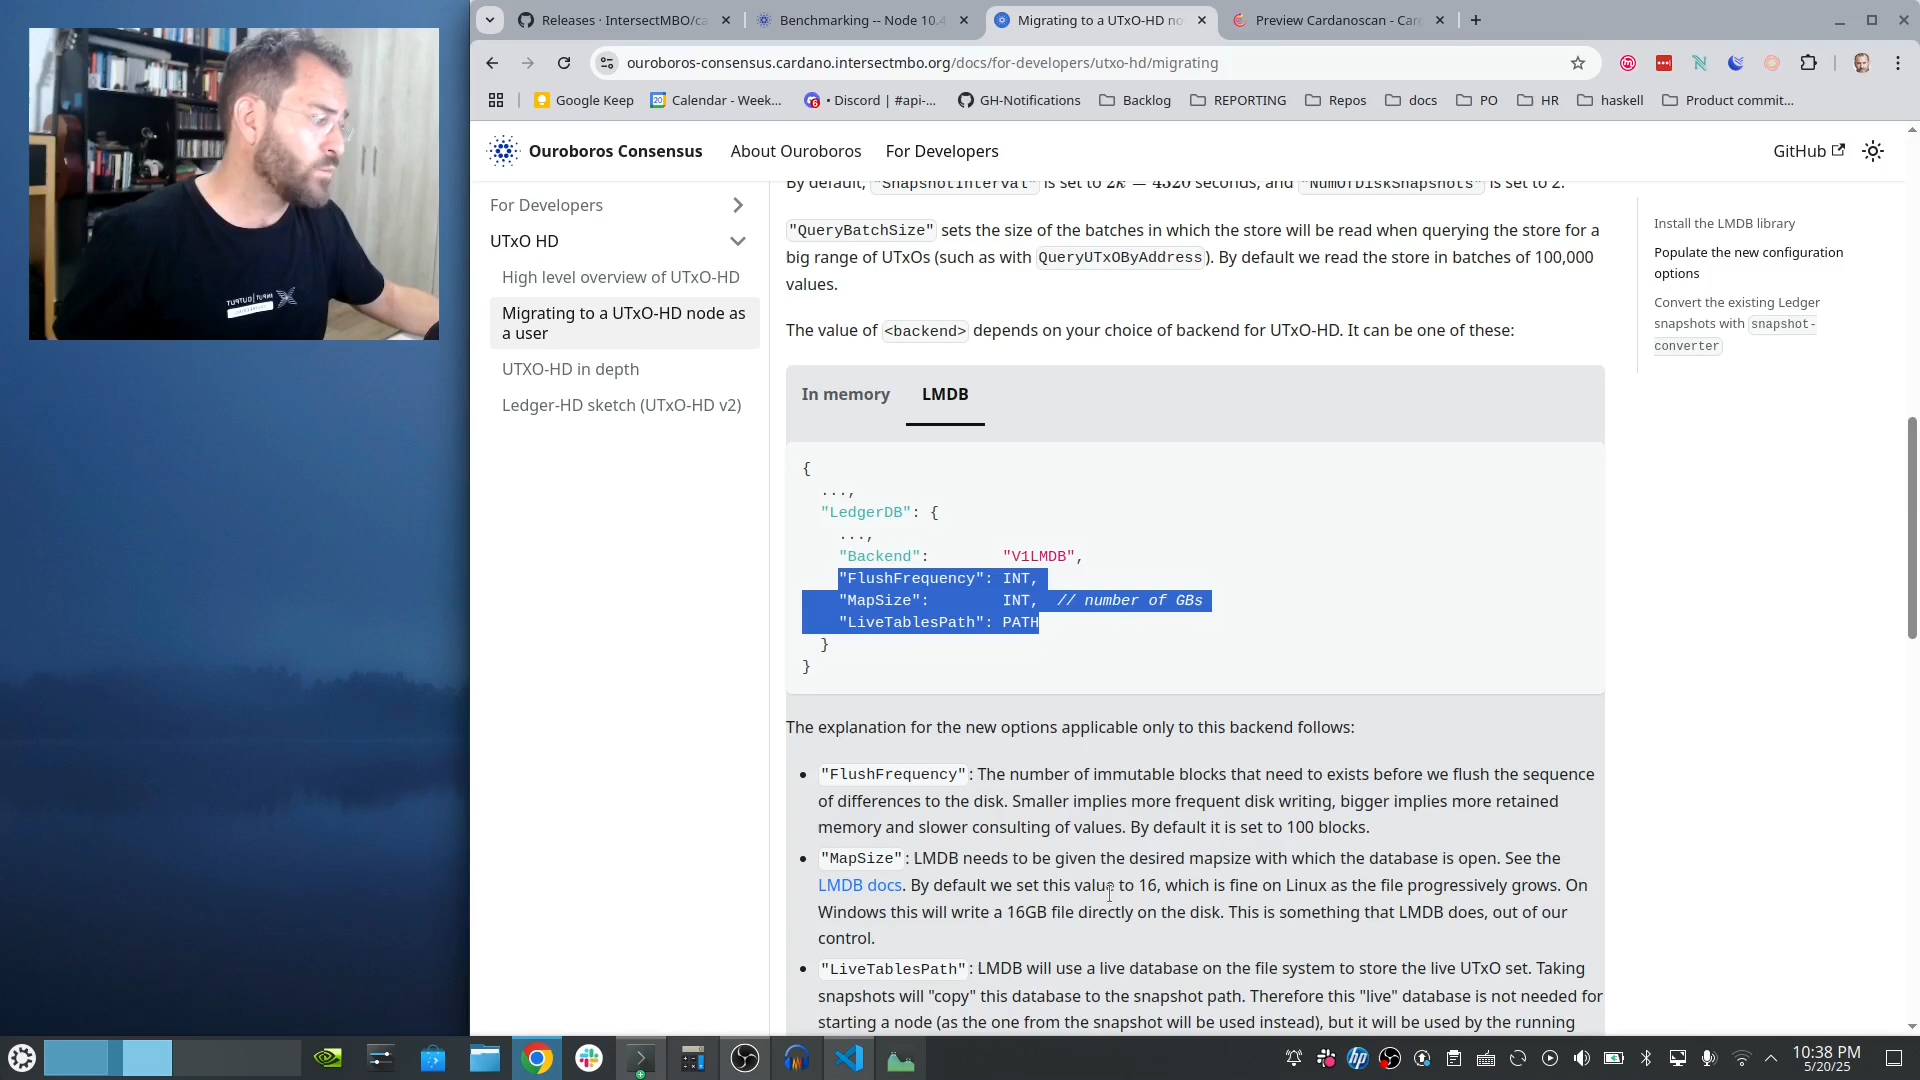 Releases · IntersectMBO/ca
Benchmarking -- Node 10.4
Migrating to a UTxO-HD no
Preview Cardanoscan - Car
ouroboros-consensus.cardano.intersectmbo.org/docs/for-developers/utxo-hd/migrating
Google Keep
Calendar - Week...
• Discord | #api-...
GH-Notifications
Backlog
REPORTING
Repos
docs
PO
HR
haskell
Product commit...
Ouroboros Consensus
About Ouroboros
For Developers
GitHub
For Developers
UTxO HD
High level overview of UTxO-HD
Migrating to a UTxO-HD node as
a user
UTXO-HD in depth
Ledger-HD sketch (UTxO-HD v2)
By default, "SnapshotInterval" is set to 2k = 4320 seconds, and "NumOfDiskSnapshots" is set to 2.
"QueryBatchSize" sets the size of the batches in which the store will be read when querying the store for a
big range of UTxOs (such as with QueryUTxOByAddress). By default we read the store in batches of 100,000
values.
The value of <backend> depends on your choice of backend for UTxO-HD. It can be one of these:
In memory
LMDB
{
...,
"LedgerDB": {
...,
"Backend": "V1LMDB",
"FlushFrequency": INT,
"MapSize": INT, // number of GBs
"LiveTablesPath": PATH
}
}
The explanation for the new options applicable only to this backend follows:
"FlushFrequency": The number of immutable blocks that need to exists before we flush the sequence
of differences to the disk. Smaller implies more frequent disk writing, bigger implies more retained
memory and slower consulting of values. By default it is set to 100 blocks.
"MapSize": LMDB needs to be given the desired mapsize with which the database is open. See the
LMDB docs. By default we set this value to 16, which is fine on Linux as the file progressively grows. On
Windows this will write a 16GB file directly on the disk. This is something that LMDB does, out of our
control.
"LiveTablesPath": LMDB will use a live database on the file system to store the live UTxO set. Taking
snapshots will "copy" this database to the snapshot path. Therefore this "live" database is not needed for
starting a node (as the one from the snapshot will be used instead), but it will be used by the running
Install the LMDB library
Populate the new configuration
options
Convert the existing Ledger
snapshots with snapshot-
converter
INPUT|OUTPUT
10:38 PM
5/20/25